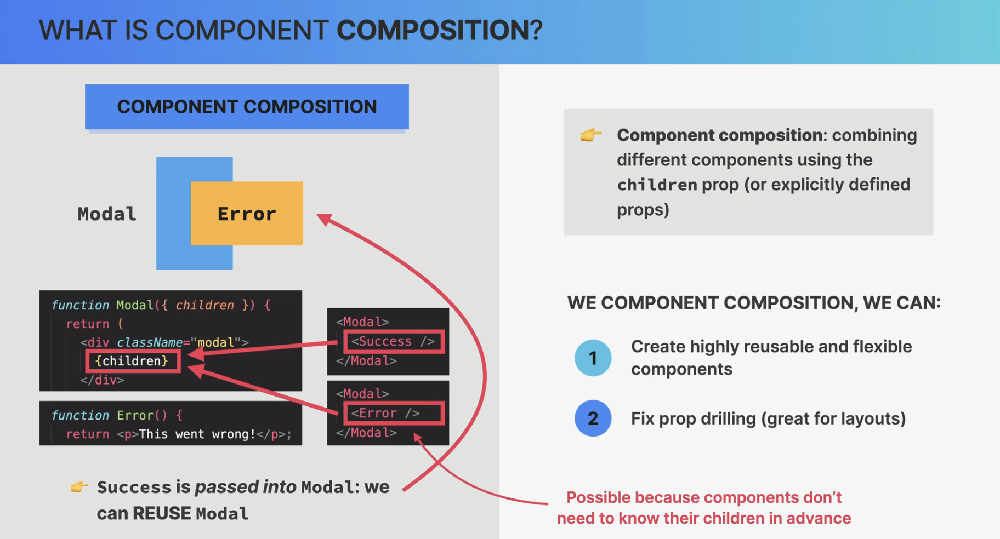 WHAT IS COMPONENT COMPOSITION?
COMPONENT COMPOSITION
Modal
Error
function Modal({ children }) {
return (
<div className="modal">
{children}
</div>
function Error() {
return <p>This went wrong!</p>;
<Modal>
<Success />
</Modal>
<Modal>
<Error />
</Modal>
👉 Success is passed into Modal: we
can REUSE Modal
👉 Component composition: combining
different components using the
children prop (or explicitly defined
props)
WE COMPONENT COMPOSITION, WE CAN:
1 Create highly reusable and flexible
components
2 Fix prop drilling (great for layouts)
Possible because components don’t
need to know their children in advance